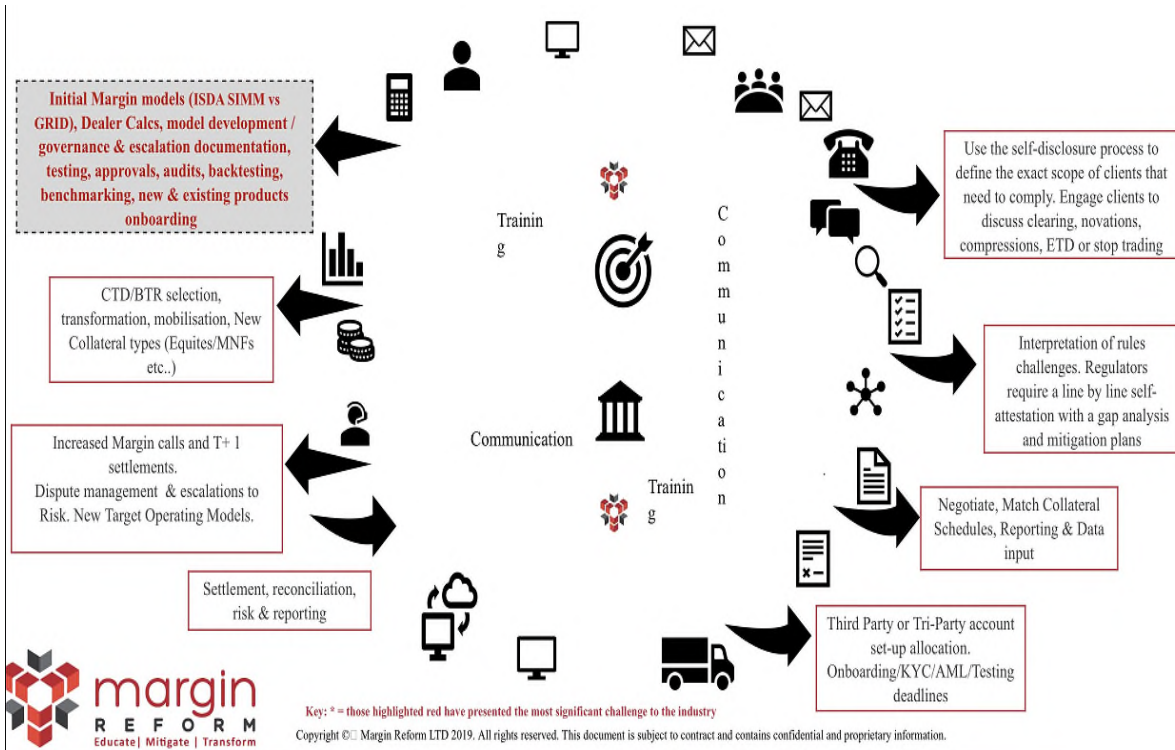 Initial Margin models (ISDA SIMM vs
GRID), Dealer Calcs, model development /
governance & escalation documentation,
testing, approvals, audits, backtesting,
benchmarking, new & existing products
onboarding
CTD/BTR selection,
transformation, mobilisation, New
Collateral types (Equites/MNFs
etc..)
Increased Margin calls and T+ 1
settlements.
Dispute management & escalations to
Risk. New Target Operating Models.
Settlement, reconciliation,
risk & reporting
Trainin
g
Communication
Trainin
g
C
o
m
m
u
n
i
c
a
t
i
o
n
Use the self-disclosure process to
define the exact scope of clients that
need to comply. Engage clients to
discuss clearing, novations,
compressions, ETD or stop trading
Interpretation of rules
challenges. Regulators
require a line by line self-
attestation with a gap analysis
and mitigation plans
Negotiate, Match Collateral
Schedules, Reporting & Data
input
Third Party or Tri-Party account
set-up allocation.
Onboarding/KYC/AML/Testing
deadlines
margin
REFORM
Educate| Mitigate | Transform
Key: * = those highlighted red have presented the most significant challenge to the industry
Copyright ©□ Margin Reform LTD 2019. All rights reserved. This document is subject to contract and contains confidential and proprietary information.